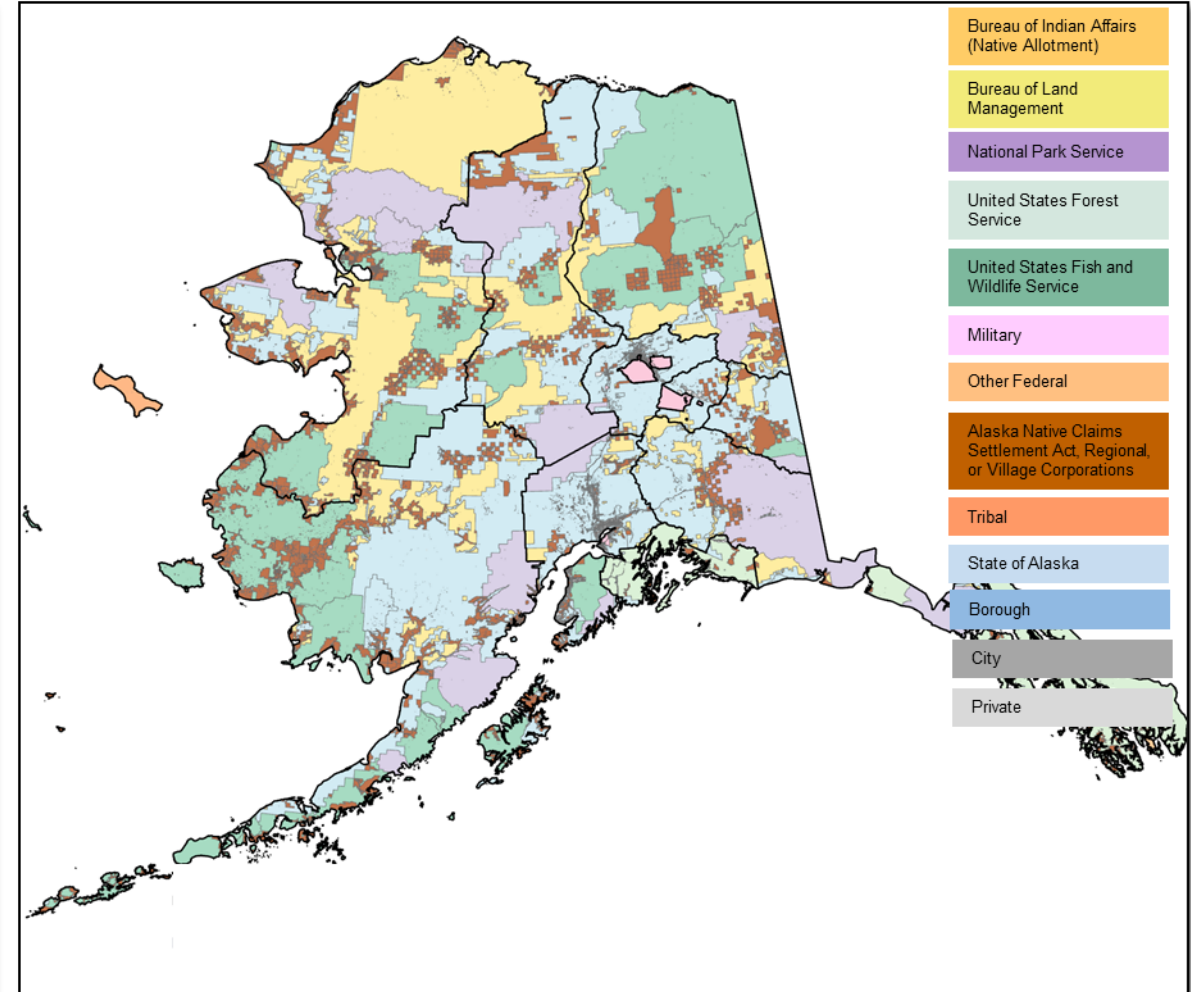 Bureau of Indian Affairs
(Native Allotment)
Bureau of Land
Management
National Park Service
United States Forest
Service
United States Fish and
Wildlife Service
Military
Other Federal
Alaska Native Claims
Settlement Act, Regional,
or Village Corporations
Tribal
State of Alaska
Borough
City
Private